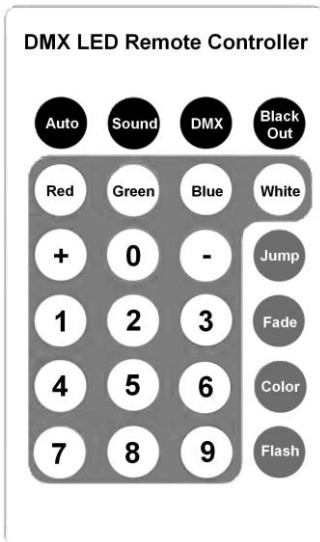 DMX LED Remote Controller
Auto Sound DMX Black Out
Red Green Blue White
+ 0 - Jump
1 2 3 Fade
4 5 6 Color
7 8 9 Flash